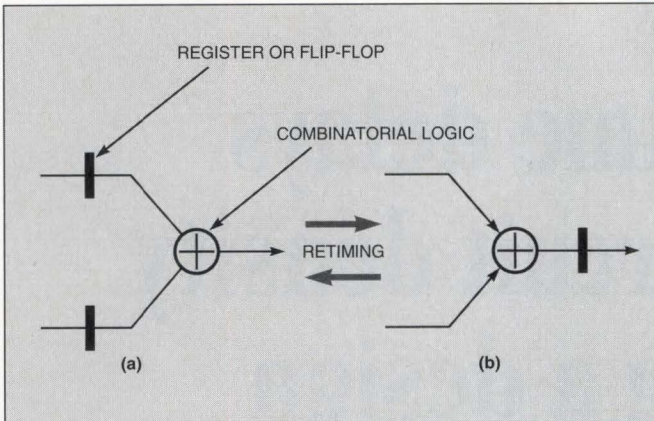 REGISTER OR FLIP-FLOP
COMBINATORIAL LOGIC
RETIMING
(a)
(b)